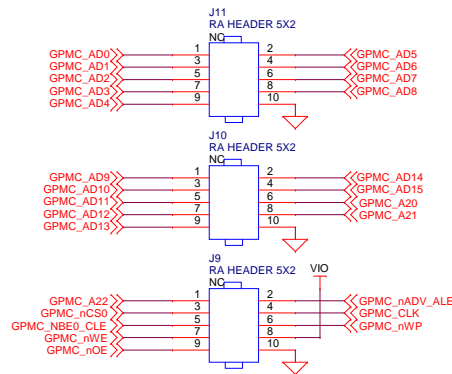 J11
RA HEADER 5X2
NC
GPMC_AD0 1 2 GPMC_AD5
GPMC_AD1 3 4 GPMC_AD6
GPMC_AD2 5 6 GPMC_AD7
GPMC_AD3 7 8 GPMC_AD8
GPMC_AD4 9 10
J10
RA HEADER 5X2
NC
GPMC_AD9 1 2 GPMC_AD14
GPMC_AD10 3 4 GPMC_AD15
GPMC_AD11 5 6 GPMC_A20
GPMC_AD12 7 8 GPMC_A21
GPMC_AD13 9 10
J9
RA HEADER 5X2
NC
VIO
GPMC_A22 1 2 GPMC_nADV_ALE
GPMC_nCS0 3 4 GPMC_CLK
GPMC_NBE0_CLE 5 6 GPMC_nWP
GPMC_nWE 7 8
GPMC_nOE 9 10